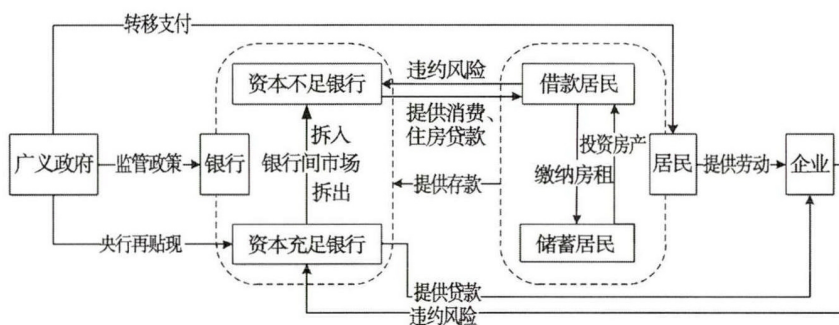 转移支付
资本不足银行
违约风险
借款居民
提供消费、
住房贷款
拆入
银行间市场
拆出
投资房产
缴纳房租
广义政府
监管政策
银行
居民
提供劳动
企业
提供存款
央行再贴现
资本充足银行
储蓄居民
提供贷款
违约风险